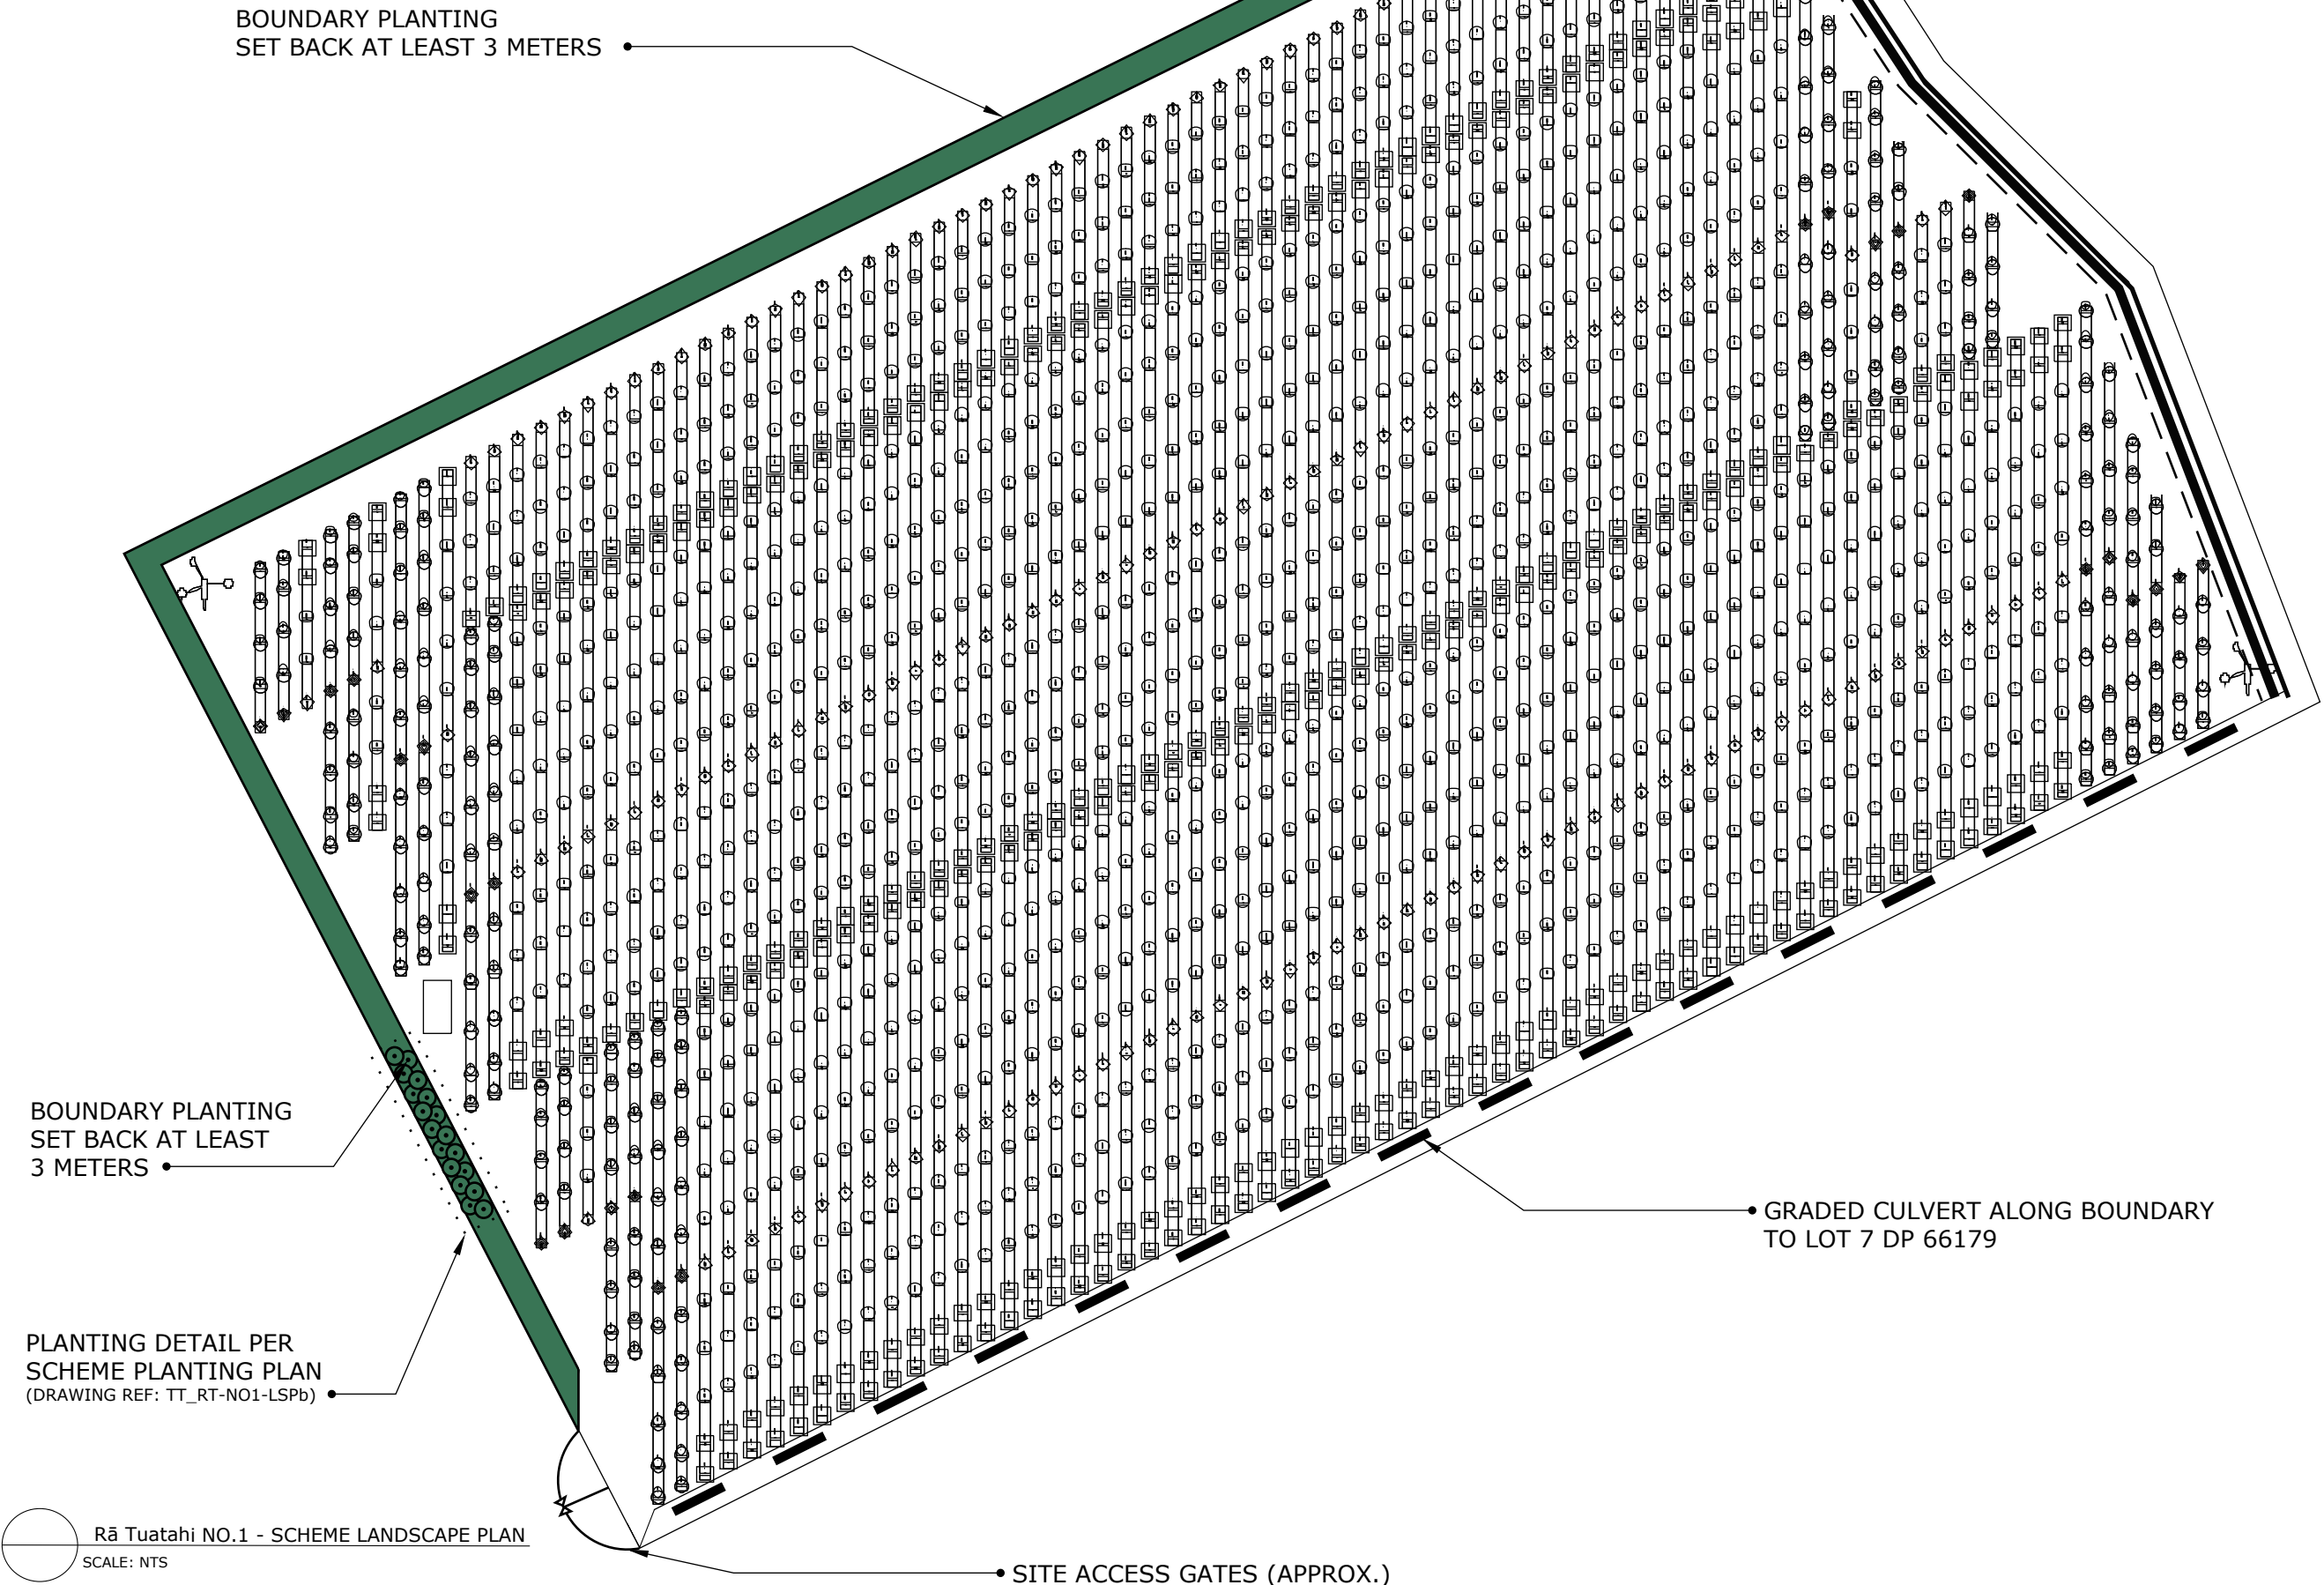 BOUNDARY PLANTING
SET BACK AT LEAST 3 METERS
BOUNDARY PLANTING
SET BACK AT LEAST
3 METERS
GRADED CULVERT ALONG BOUNDARY
TO LOT 7 DP 66179
PLANTING DETAIL PER
SCHEME PLANTING PLAN
(DRAWING REF: TT_RT-NO1-LSPb)
Rā Tuatahi NO.1 - SCHEME LANDSCAPE PLAN
SCALE: NTS
SITE ACCESS GATES (APPROX.)